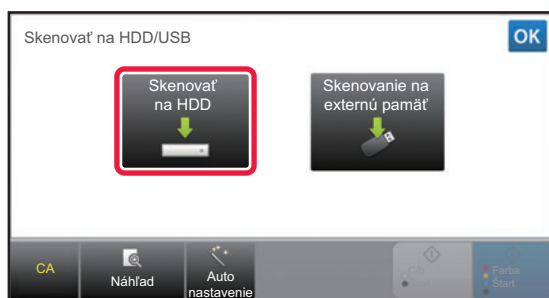 Skenovať na HDD/USB
OK
Skenovať
na HDD
Skenovanie na
externú pamäť
CA
Náhľad
Auto
nastavenie
Farba
Štart